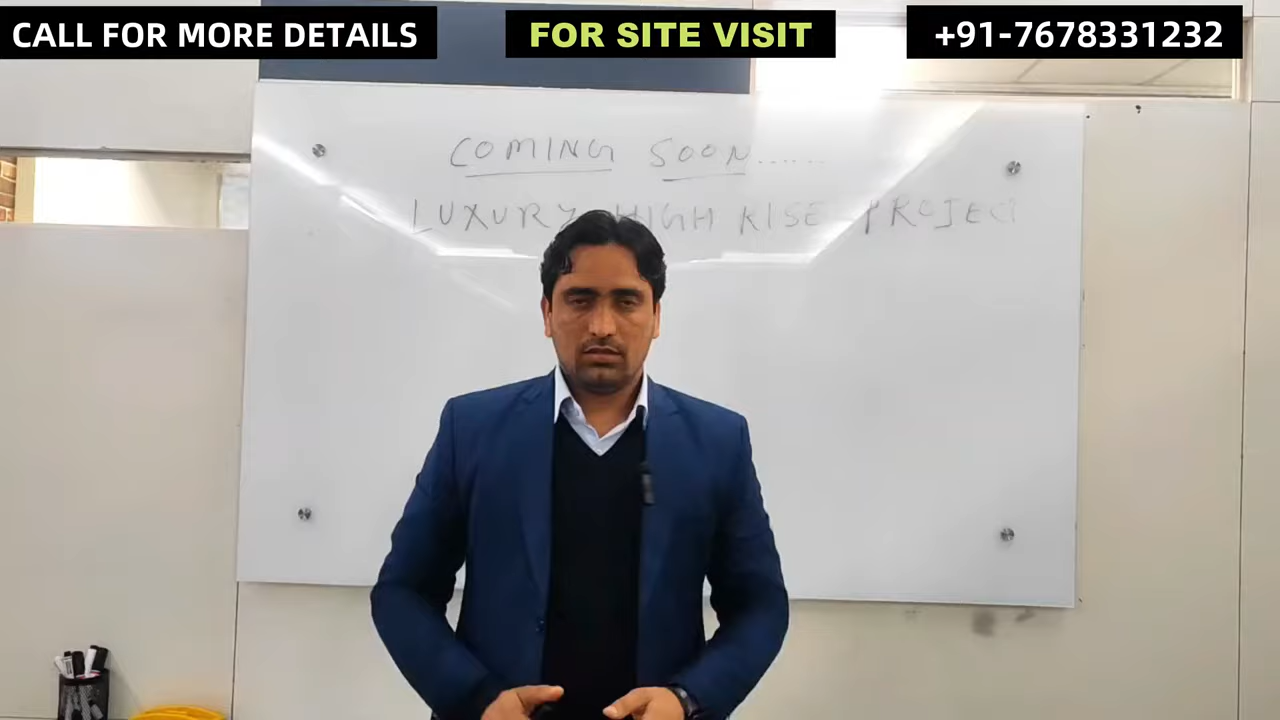 CALL FOR MORE DETAILS
FOR SITE VISIT
+91-7678331232
COMING SOON......
LUXURY HIGH RISE PROJECT